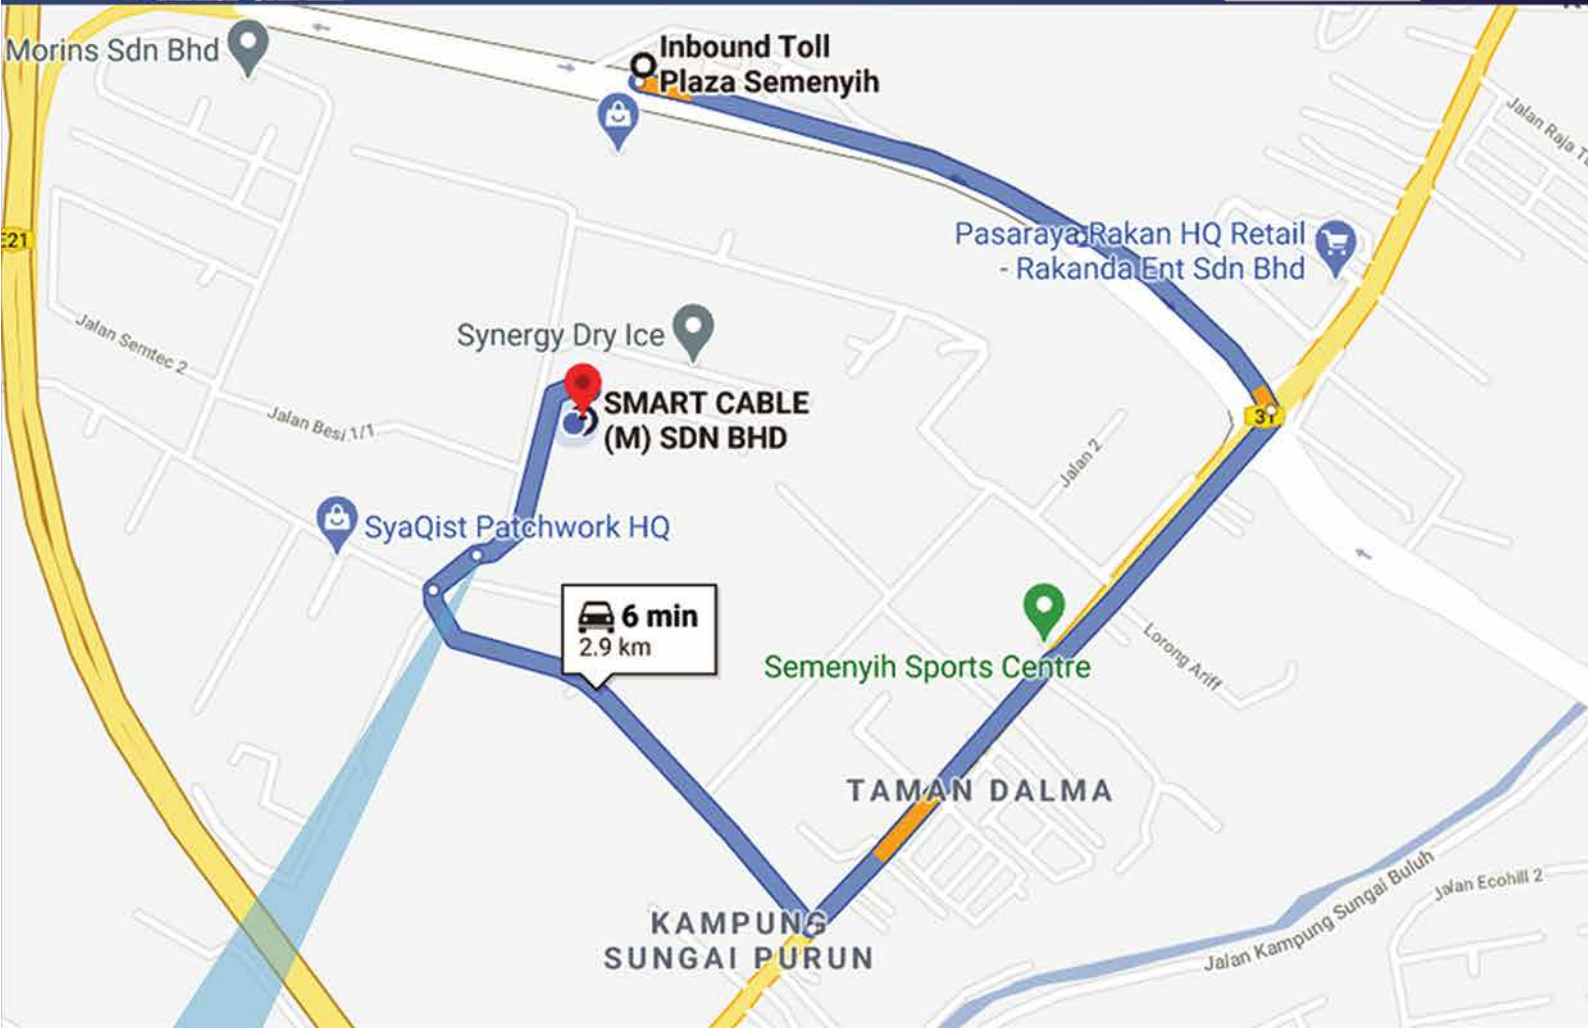 Morins Sdn Bhd
Inbound Toll
Plaza Semenyih
Jalan Raja
E21
Pasaraya Rakan HQ Retail
- Rakanda Ent Sdn Bhd
Jalan Semtec 2
Synergy Dry Ice
SMART CABLE
(M) SDN BHD
31
Jalan Besi 1/1
Jalan 2
SyaQist Patchwork HQ
6 min
2.9 km
Semenyih Sports Centre
Lorong Ariff
TAMAN DALMA
KAMPUNG
SUNGAI PURUN
Jalan Kampung Sungai Buluh
Jalan Ecohill 2